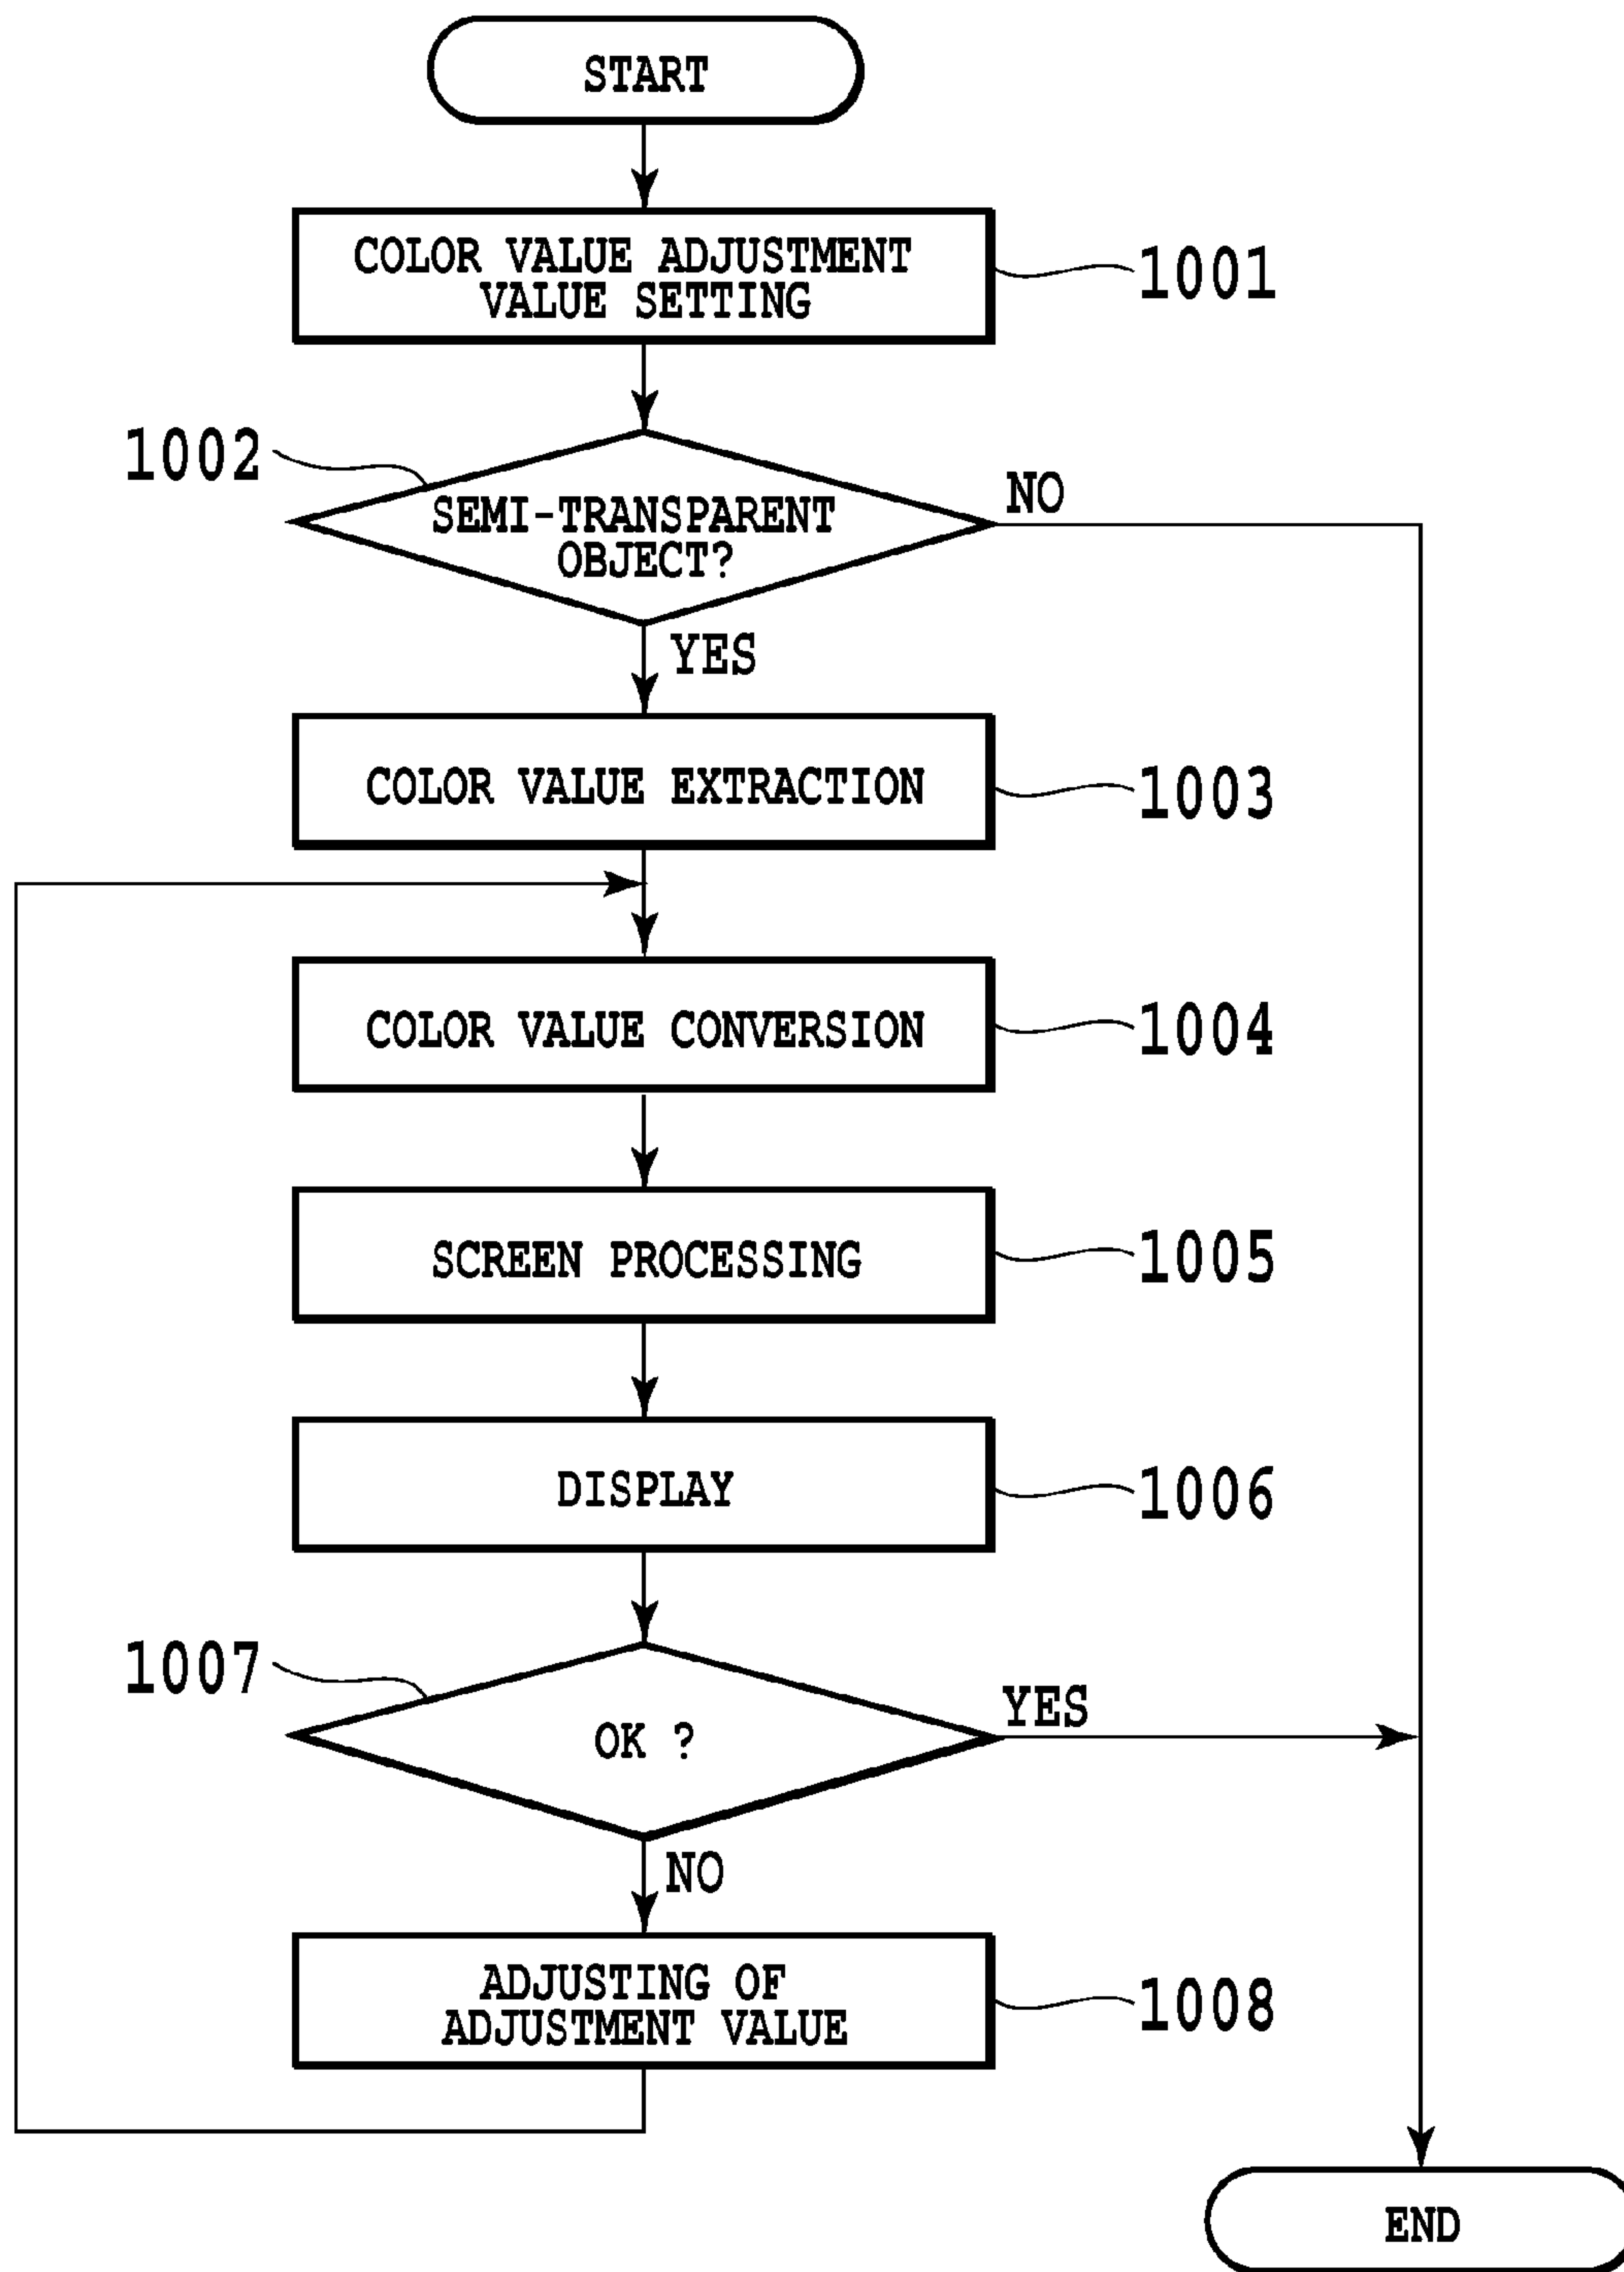 START
COLOR VALUE ADJUSTMENT
VALUE SETTING
1001
1002
SEMI-TRANSPARENT
OBJECT?
NO
YES
COLOR VALUE EXTRACTION
1003
COLOR VALUE CONVERSION
1004
SCREEN PROCESSING
1005
DISPLAY
1006
1007
OK ?
YES
NO
ADJUSTING OF
ADJUSTMENT VALUE
1008
END